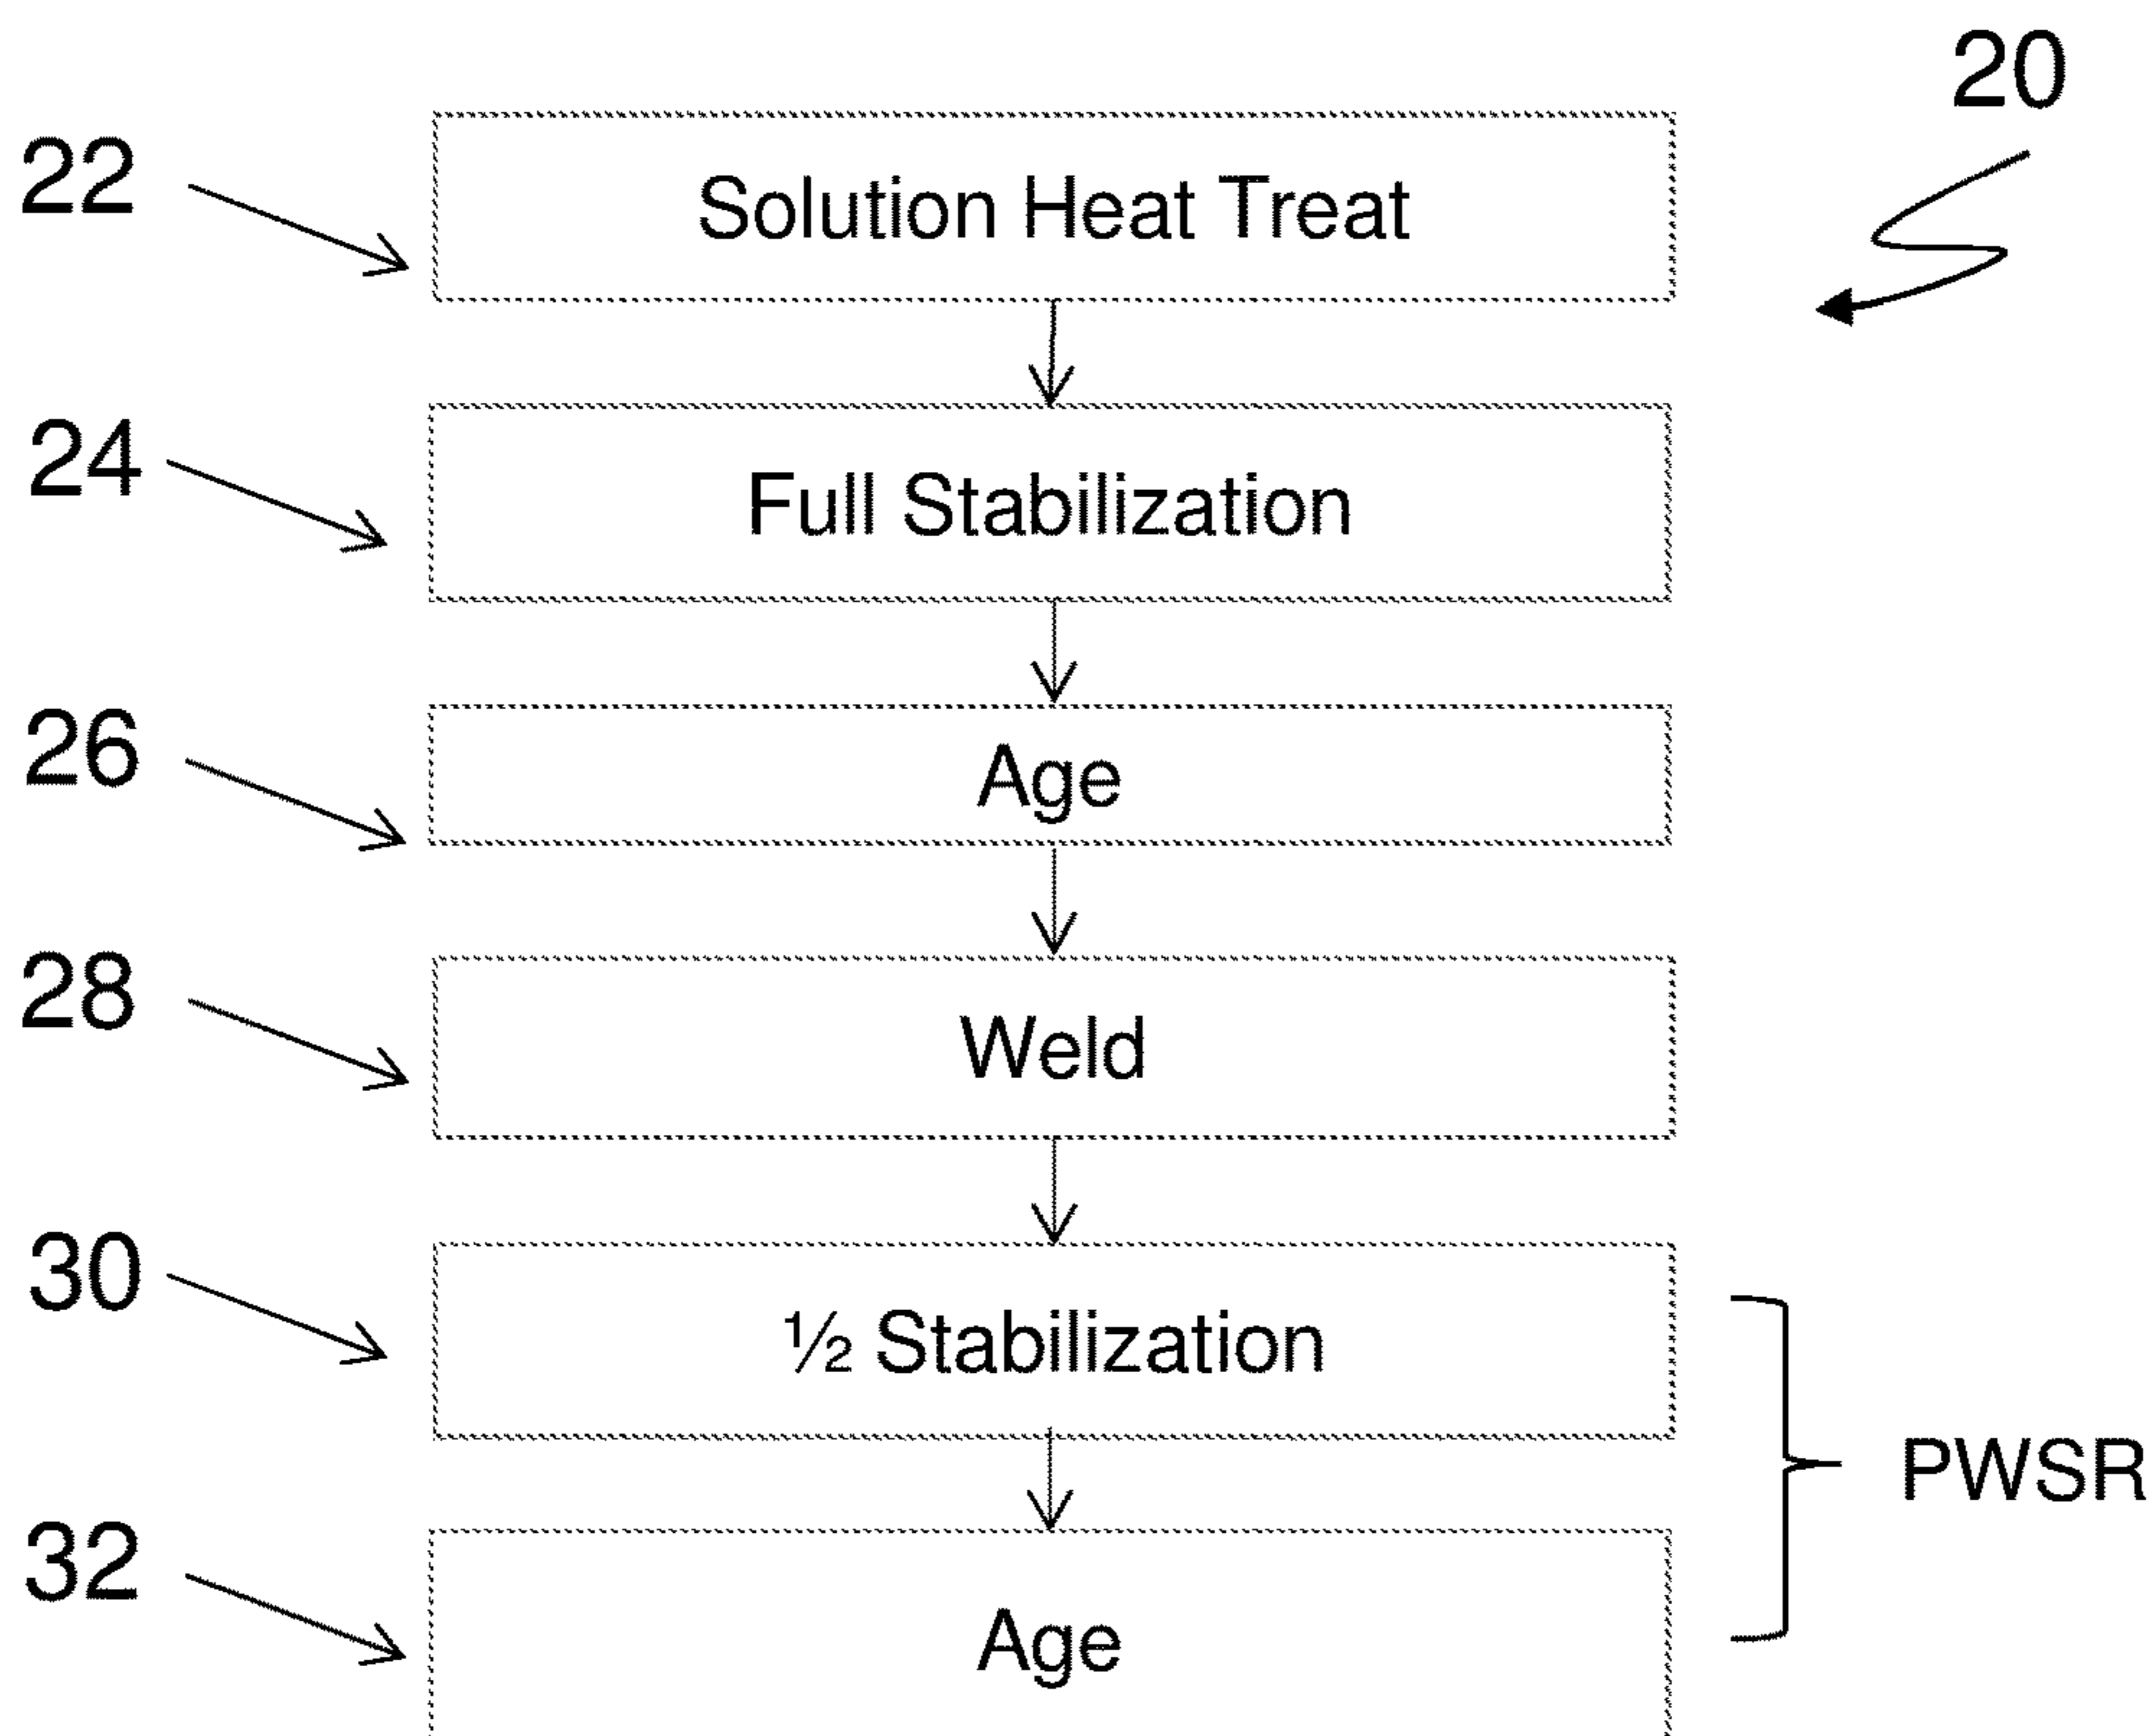 20
22
Solution Heat Treat
24
Full Stabilization
26
Age
28
Weld
30
½ Stabilization
PWSR
32
Age